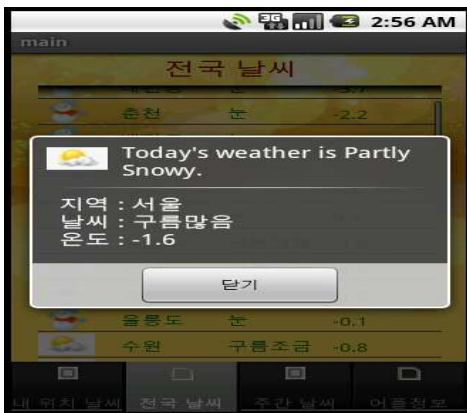 3G 2:56 AM
main
전국 날씨
춘천 눈 -2.2
Today's weather is Partly
Snowy.
지역 : 서울
날씨 : 구름많음
온도 : -1.6
닫기
울릉도 눈 -0.1
수원 구름조금 -0.8
내 위치 날씨 전국 날씨 주간 날씨 어플정보